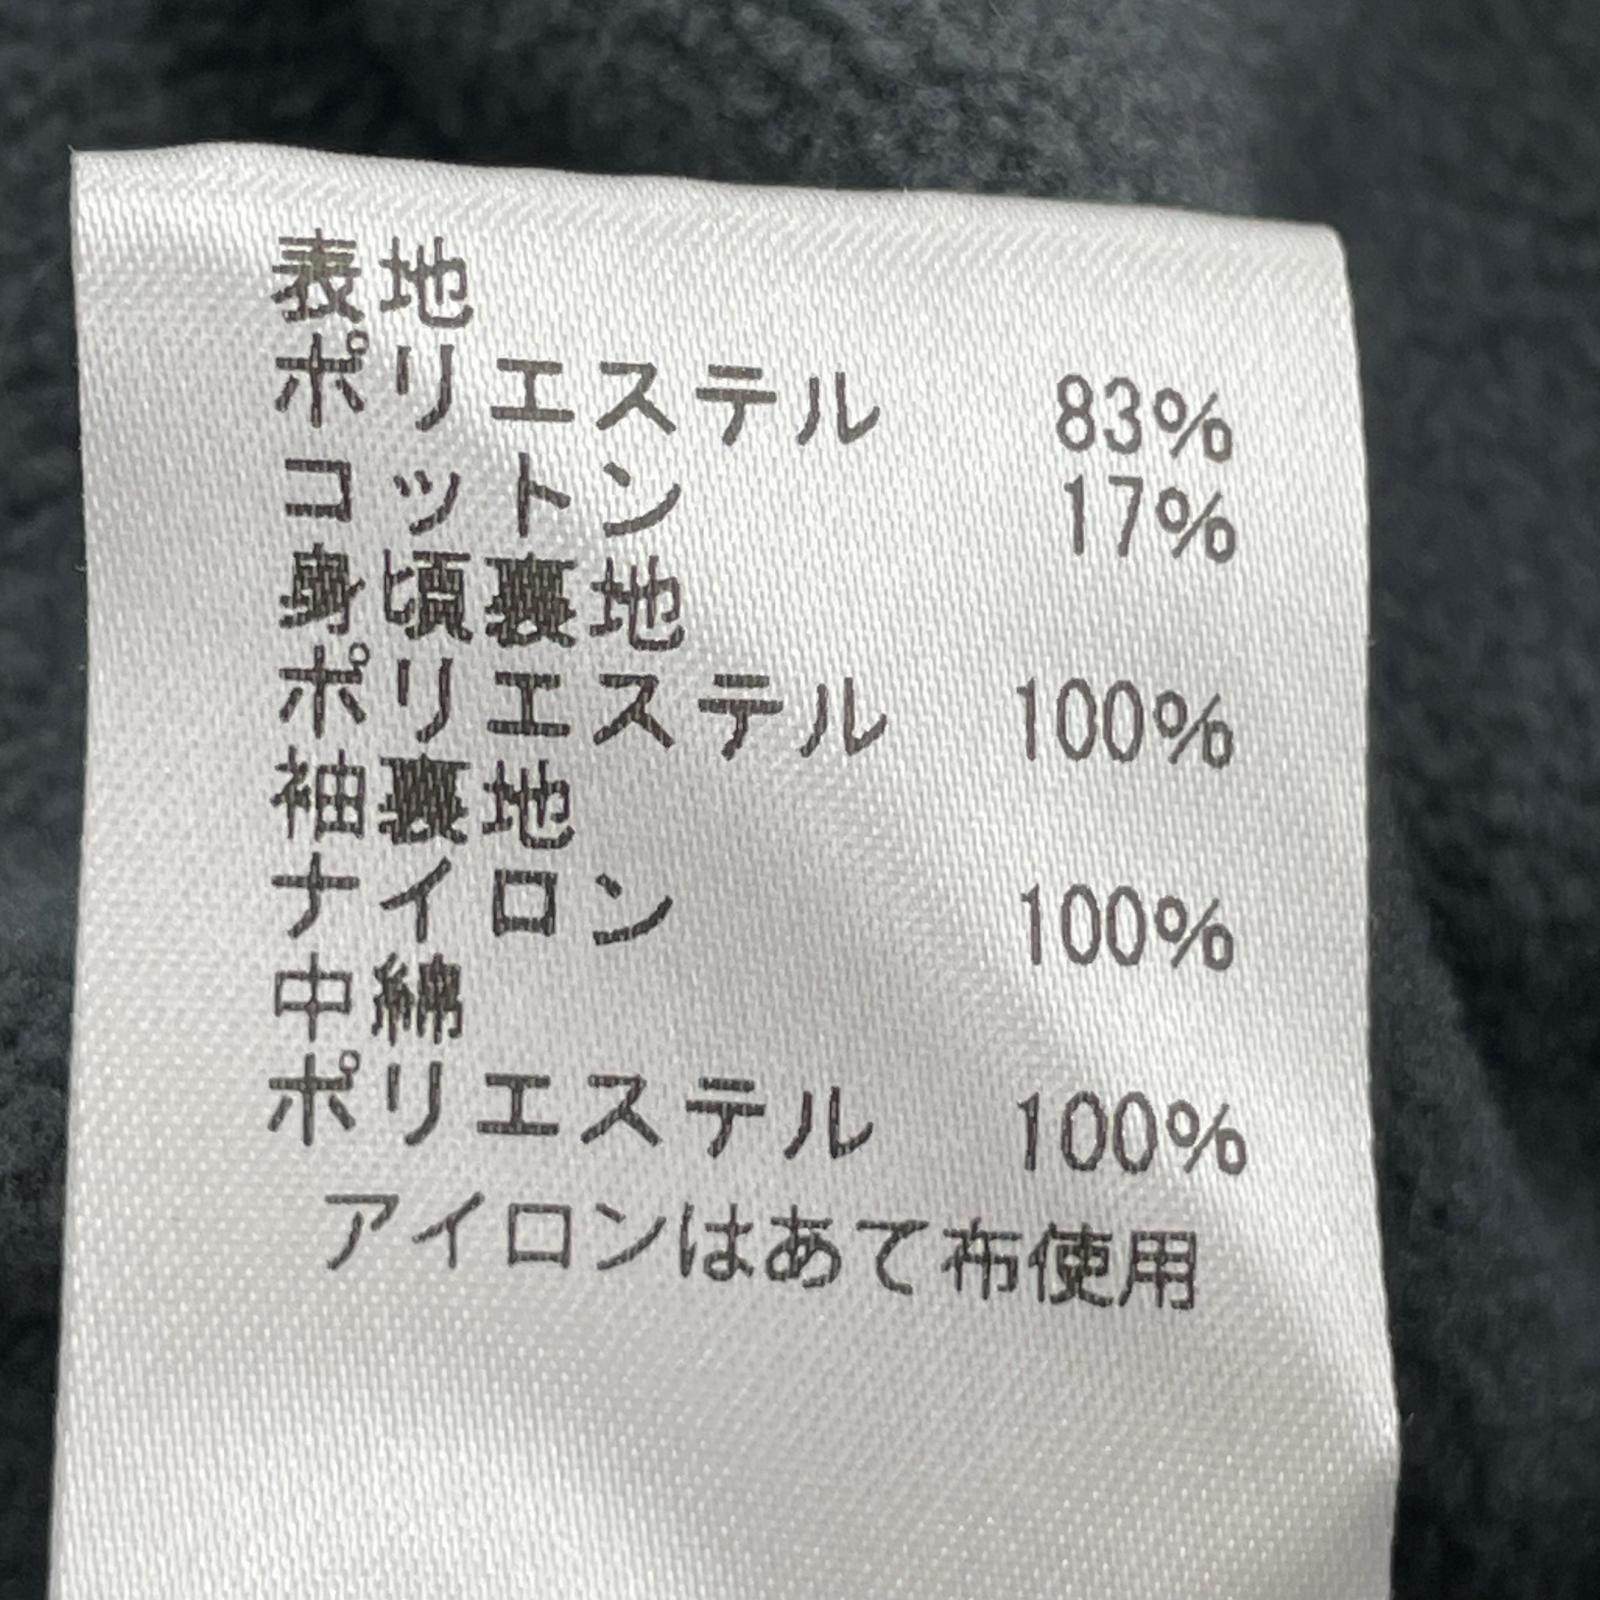 表地
ポリエステル 83%
コットン 17%
身頃裏地
ポリエステル 100%
袖裏地
ナイロン 100%
中綿
ポリエステル 100%
アイロンはあて布使用